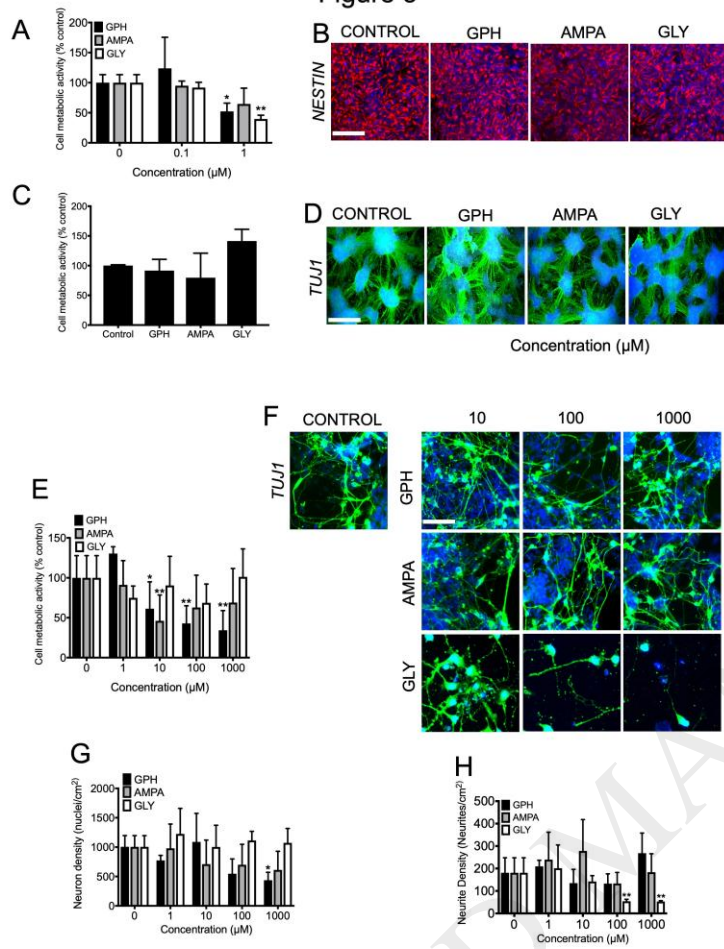 A
GPH
AMPA
GLY
Cell metabolic activity (% control)
200
150
100
50
0
*
**
0
0.1
1
Concentration (µM)
B
CONTROL
GPH
AMPA
GLY
NESTIN
C
Cell metabolic activity (% control)
200
150
100
50
0
Control
GPH
AMPA
GLY
D
CONTROL
GPH
AMPA
GLY
TUJ1
Concentration (µM)
F
CONTROL
10
100
1000
TUJ1
GPH
AMPA
GLY
E
GPH
AMPA
GLY
Cell metabolic activity (% control)
150
100
50
0
*
**
**
**
0
1
10
100
1000
Concentration (µM)
G
GPH
AMPA
GLY
Neuron density (nuclei/cm²)
2000
1500
1000
500
0
*
0
1
10
100
1000
Concentration (µM)
H
GPH
AMPA
GLY
Neurite Density (Neurites/cm²)
500
400
300
200
100
0
**
**
0
1
10
100
1000
Concentration (µM)